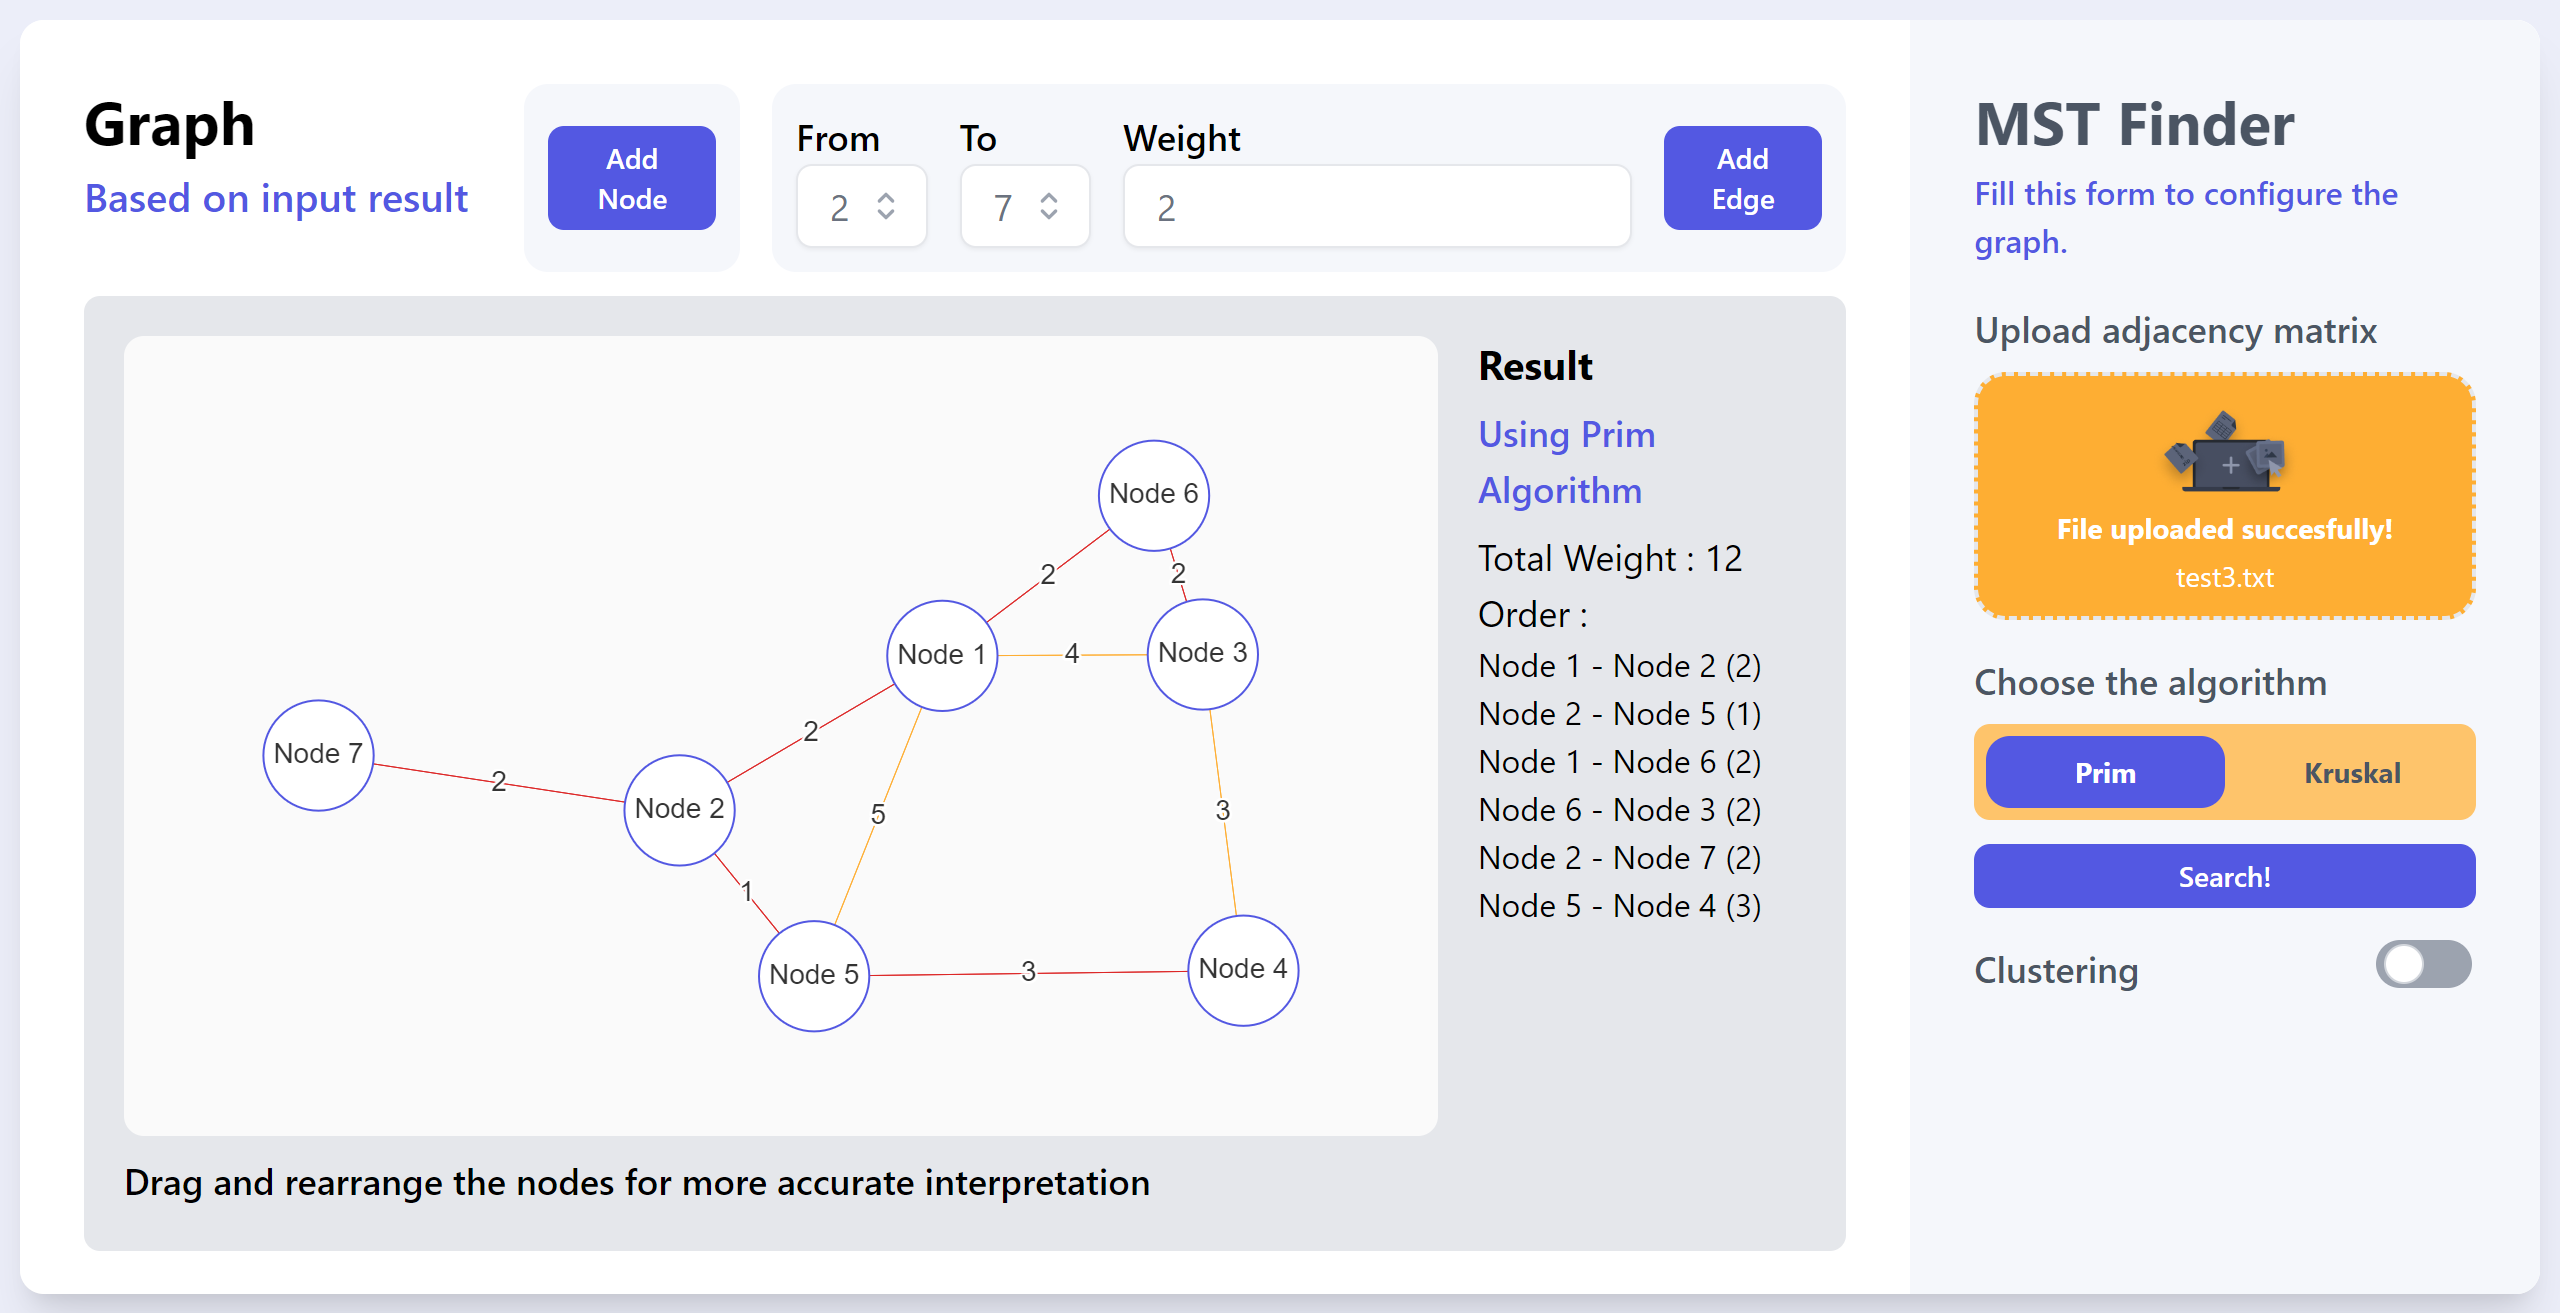 Graph
Based on input result
Add
Node
From
To
Weight
2
7
2
Add
Edge
Node 6
2
2
Node 1
4
Node 3
Node 7
2
2
Node 2
5
3
1
Node 5
3
Node 4
Drag and rearrange the nodes for more accurate interpretation
Result
Using Prim
Algorithm
Total Weight : 12
Order :
Node 1 - Node 2 (2)
Node 2 - Node 5 (1)
Node 1 - Node 6 (2)
Node 6 - Node 3 (2)
Node 2 - Node 7 (2)
Node 5 - Node 4 (3)
MST Finder
Fill this form to configure the
graph.
Upload adjacency matrix
File uploaded succesfully!
test3.txt
Choose the algorithm
Prim
Kruskal
Search!
Clustering